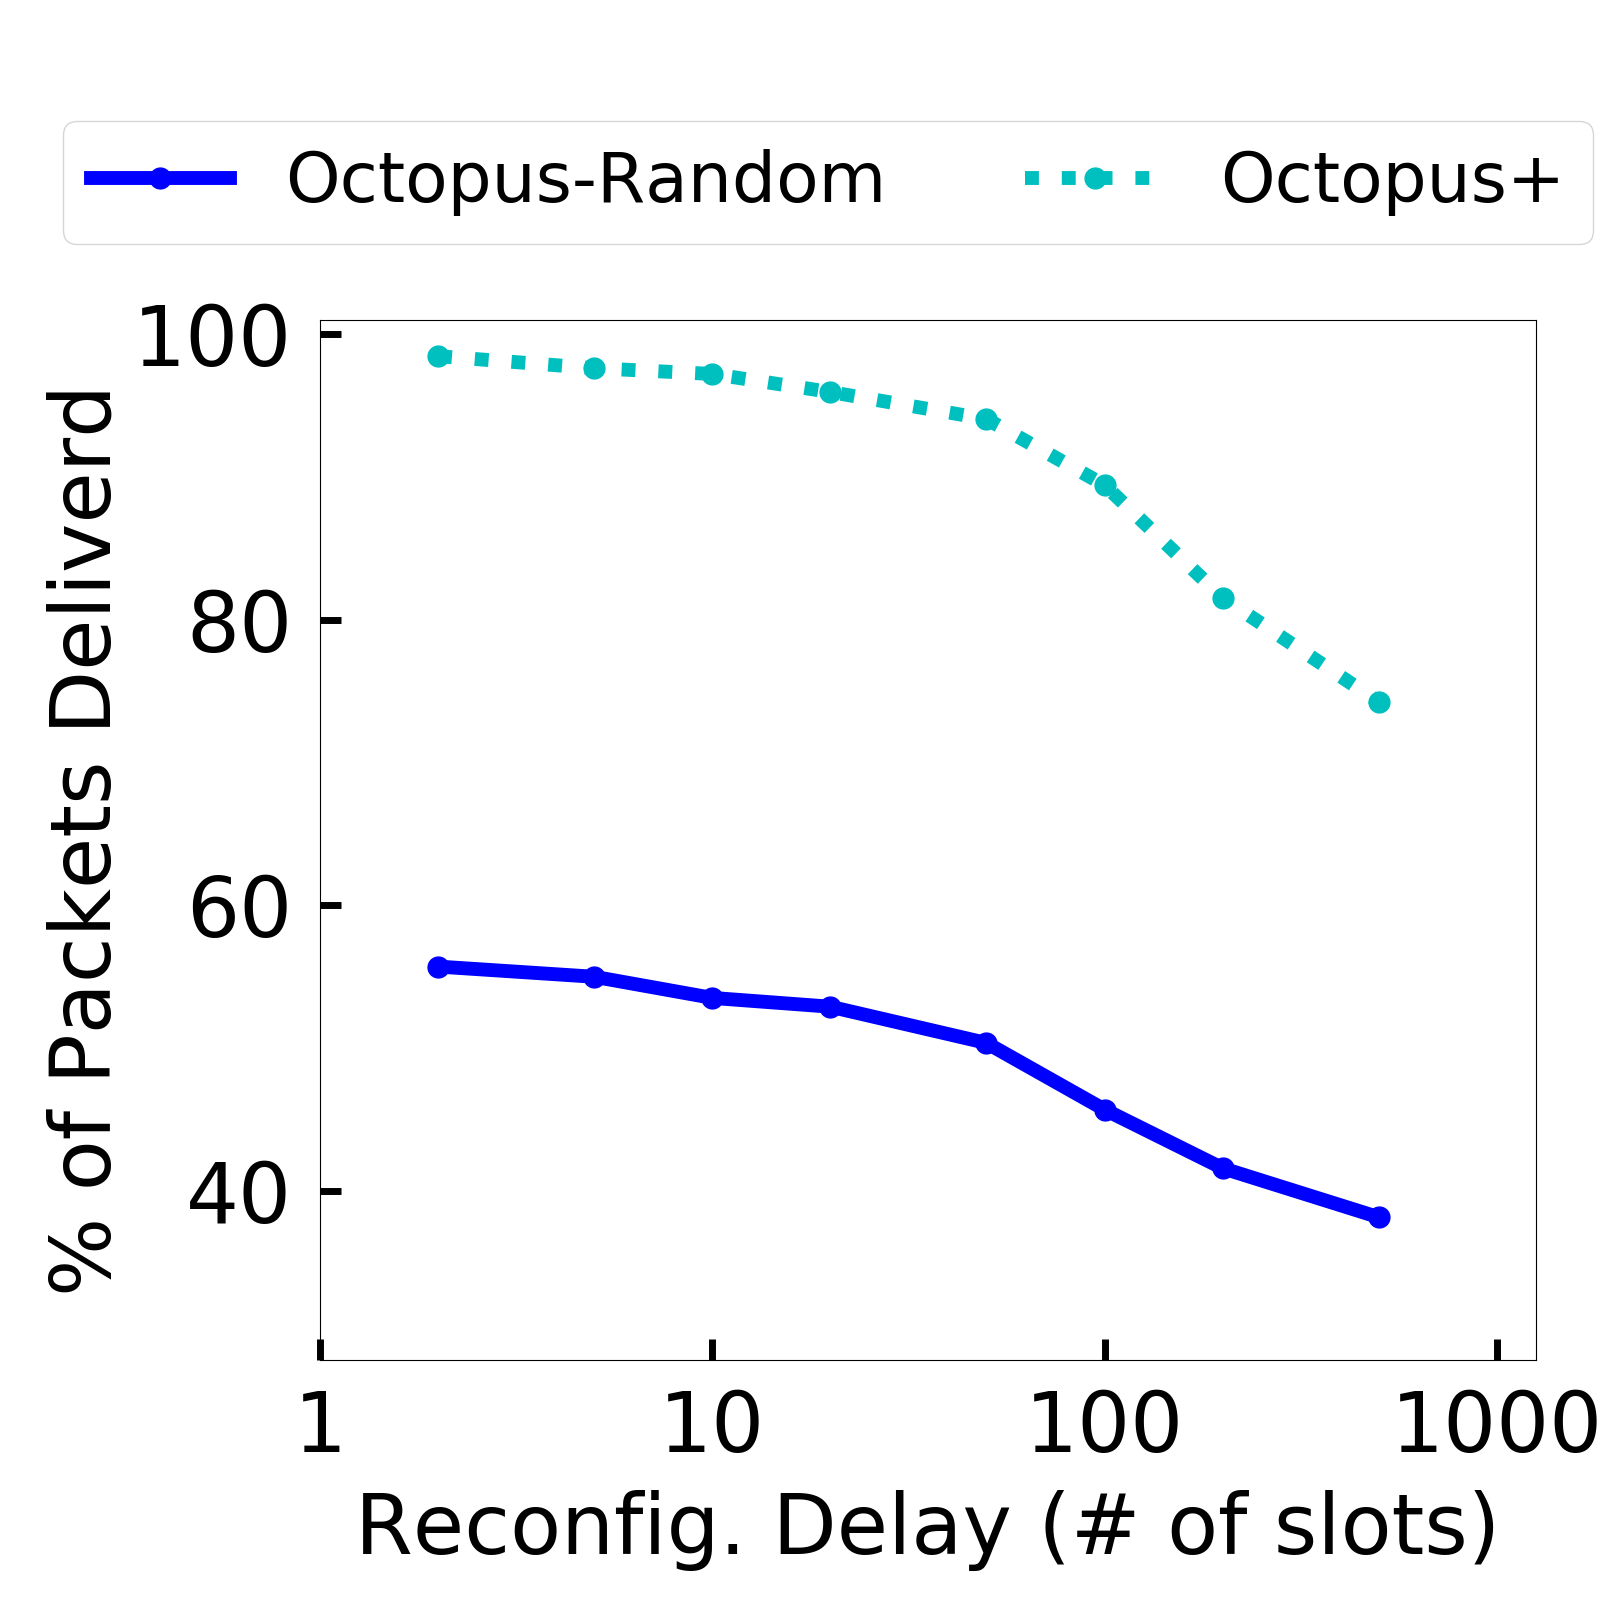 Octopus-Random Octopus+
100
80
60
40
% of Packets Deliverd
1 10 100 1000
Reconfig. Delay (# of slots)